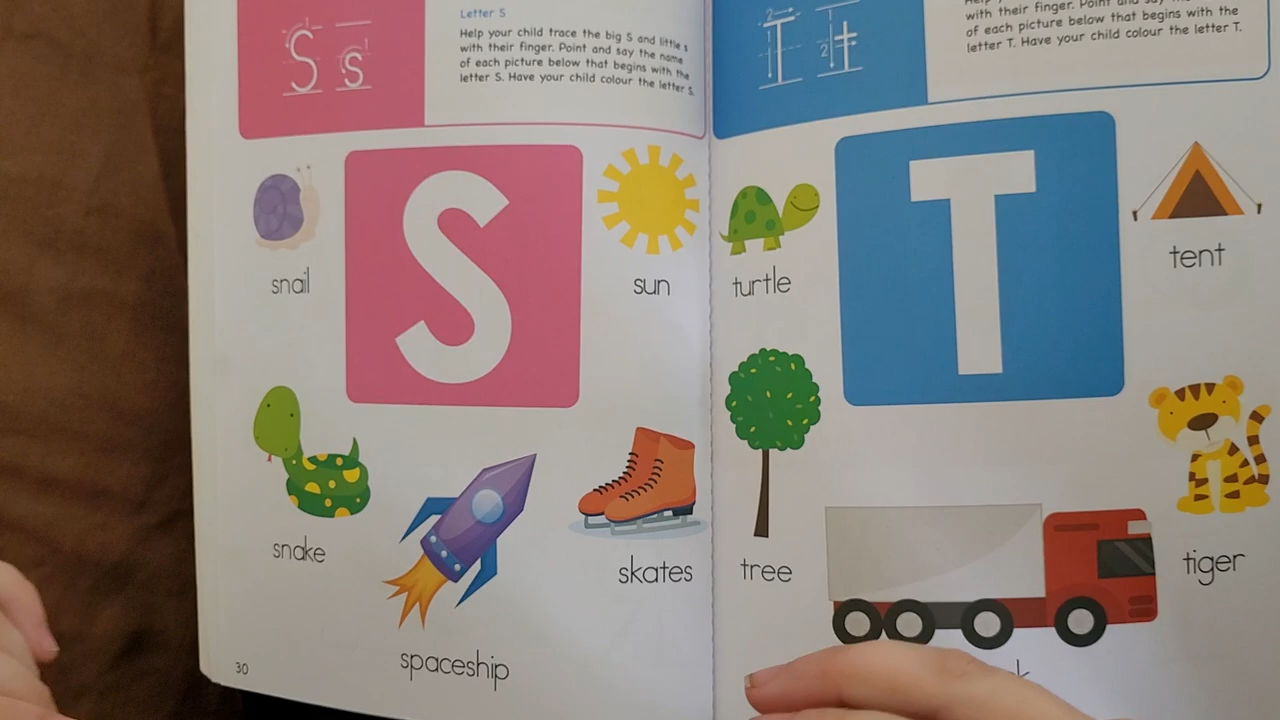 S s
Letter S
Help your child trace the big S and little s
with their finger. Point and say the name
of each picture below that begins with the
letter S. Have your child colour the letter S.
S
snail
sun
snake
spaceship
skates
30
T t
with their finger. Point and say
of each picture below that begins with the
letter T. Have your child colour the letter T.
T
turtle
tent
tree
tiger